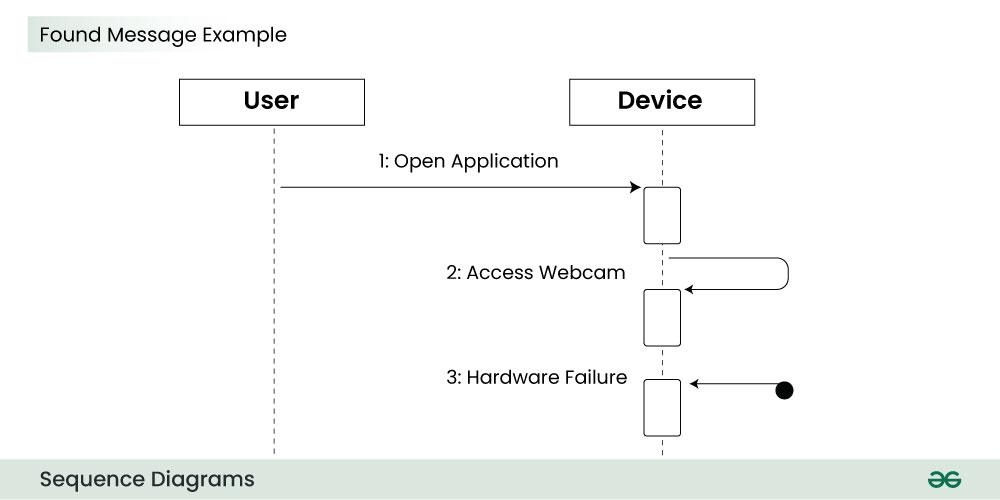 Found Message Example
User
Device
1: Open Application
2: Access Webcam
3: Hardware Failure
Sequence Diagrams